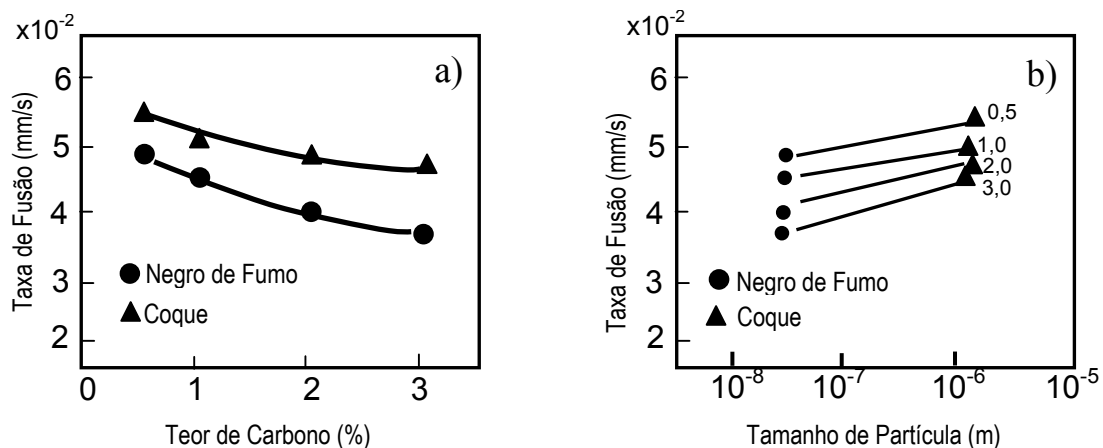 x10-2
a)
6
5
4
3
2
Taxa de Fusão (mm/s)
Negro de Fumo
Coque
0 1 2 3
Teor de Carbono (%)
x10-2
b)
6
5
4
3
2
Taxa de Fusão (mm/s)
0,5
1,0
2,0
3,0
Negro de Fumo
Coque
10-8 10-7 10-6 10-5
Tamanho de Partícula (m)